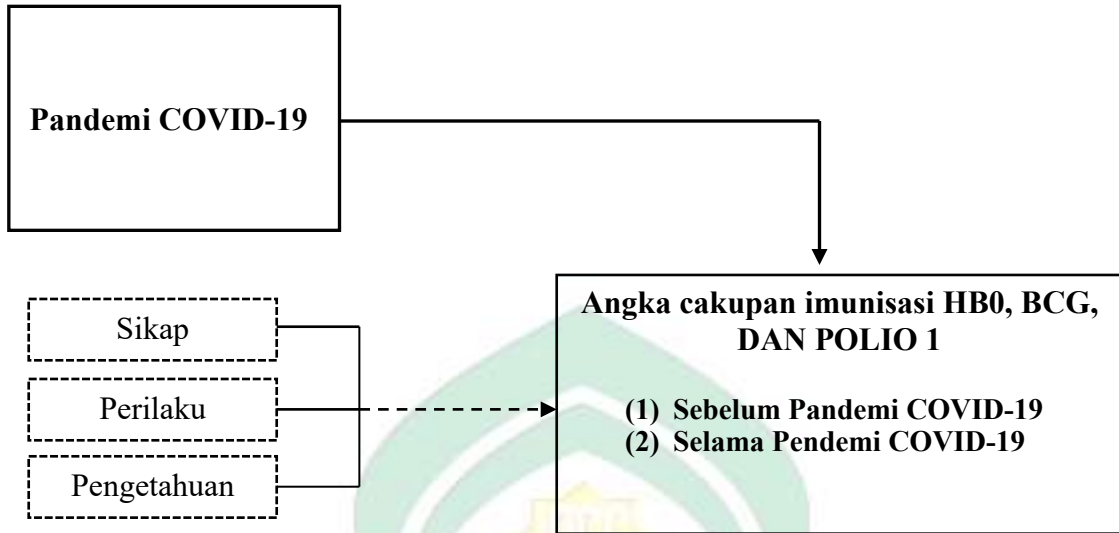 Pandemi COVID-19
Angka cakupan imunisasi HB0, BCG,
DAN POLIO 1
(1) Sebelum Pandemi COVID-19
(2) Selama Pendemi COVID-19
Sikap
Perilaku
Pengetahuan